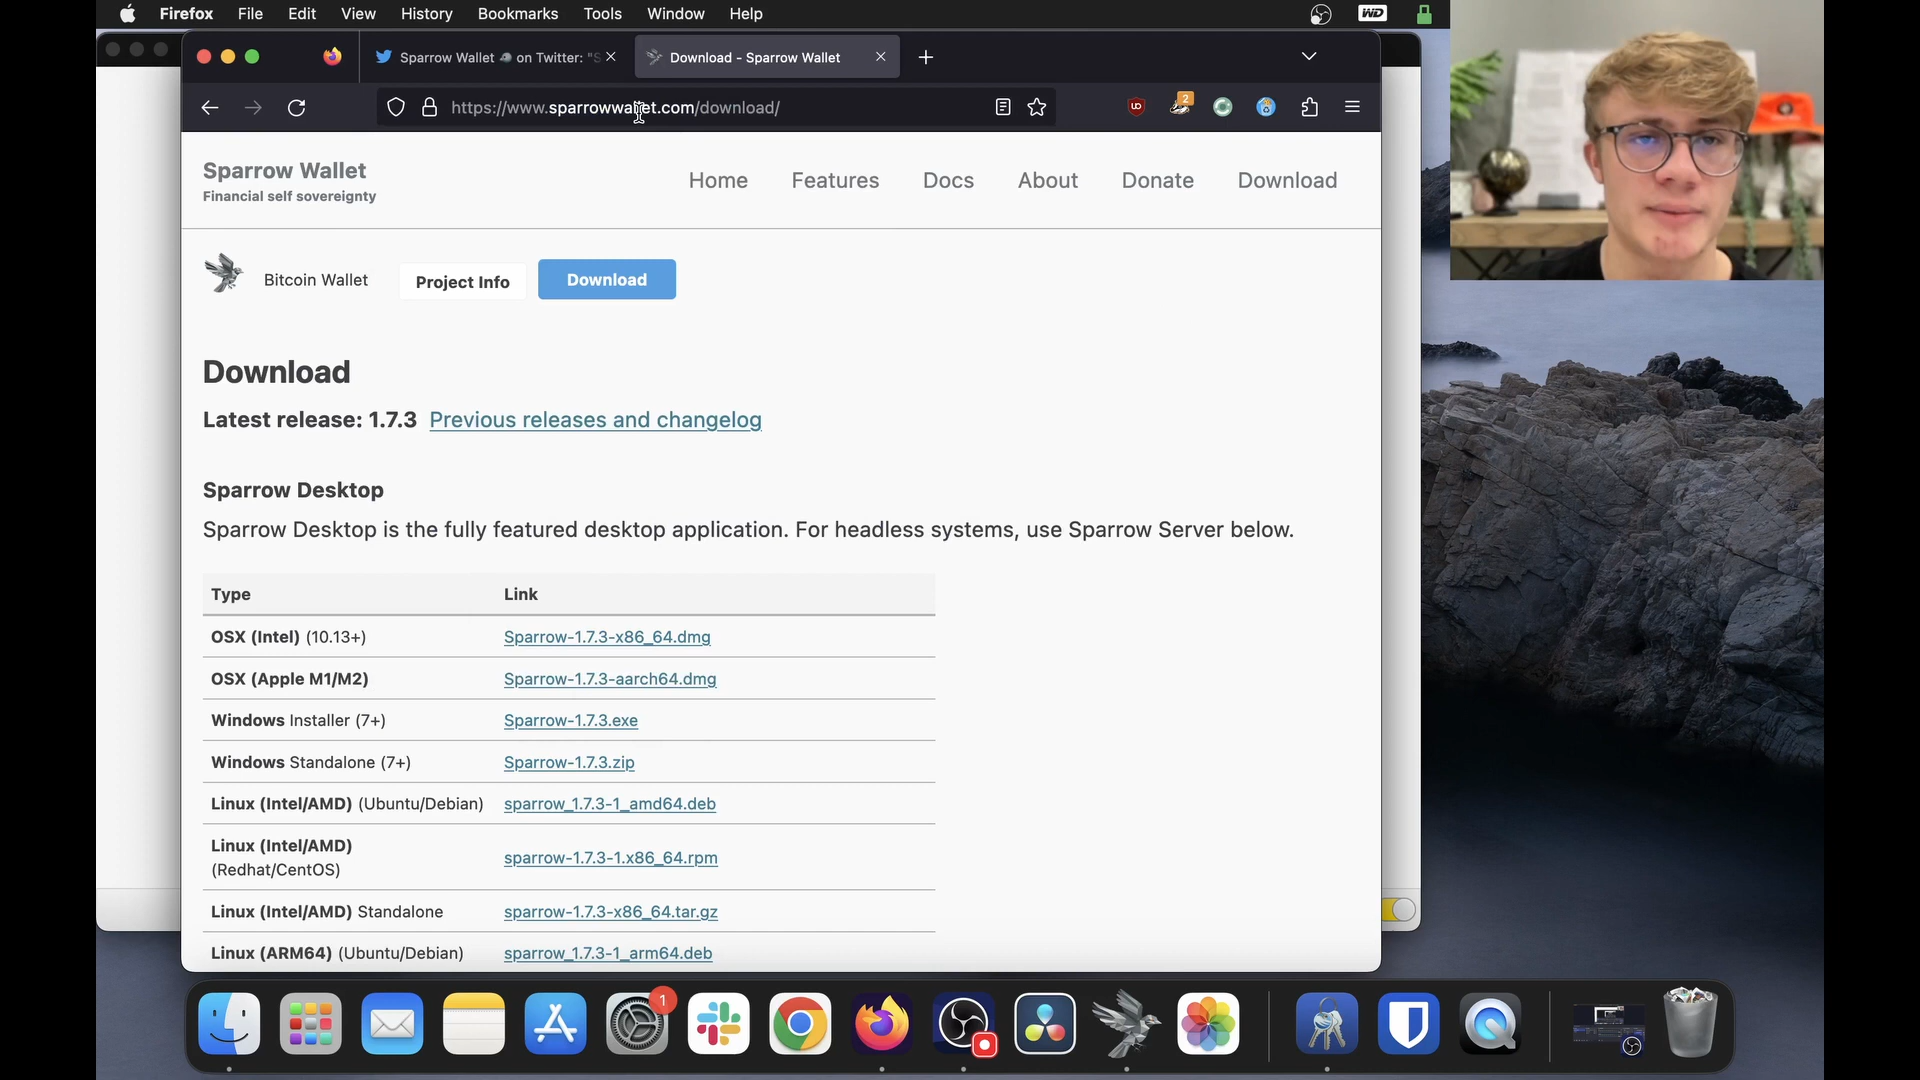 Firefox File Edit View History Bookmarks Tools Window Help WD
Sparrow Wallet on Twitter: "S
Download - Sparrow Wallet
https://www.sparrowwallet.com/download/
2
Sparrow Wallet
Financial self sovereignty
Home Features Docs About Donate Download
Bitcoin Wallet Project Info Download
Download
Latest release: 1.7.3 Previous releases and changelog
Sparrow Desktop
Sparrow Desktop is the fully featured desktop application. For headless systems, use Sparrow Server below.
Type Link
OSX (Intel) (10.13+) Sparrow-1.7.3-x86_64.dmg
OSX (Apple M1/M2) Sparrow-1.7.3-aarch64.dmg
Windows Installer (7+) Sparrow-1.7.3.exe
Windows Standalone (7+) Sparrow-1.7.3.zip
Linux (Intel/AMD) (Ubuntu/Debian) sparrow_1.7.3-1_amd64.deb
Linux (Intel/AMD)
(Redhat/CentOS) sparrow-1.7.3-1.x86_64.rpm
Linux (Intel/AMD) Standalone sparrow-1.7.3-x86_64.tar.gz
Linux (ARM64) (Ubuntu/Debian) sparrow_1.7.3-1_arm64.deb
1